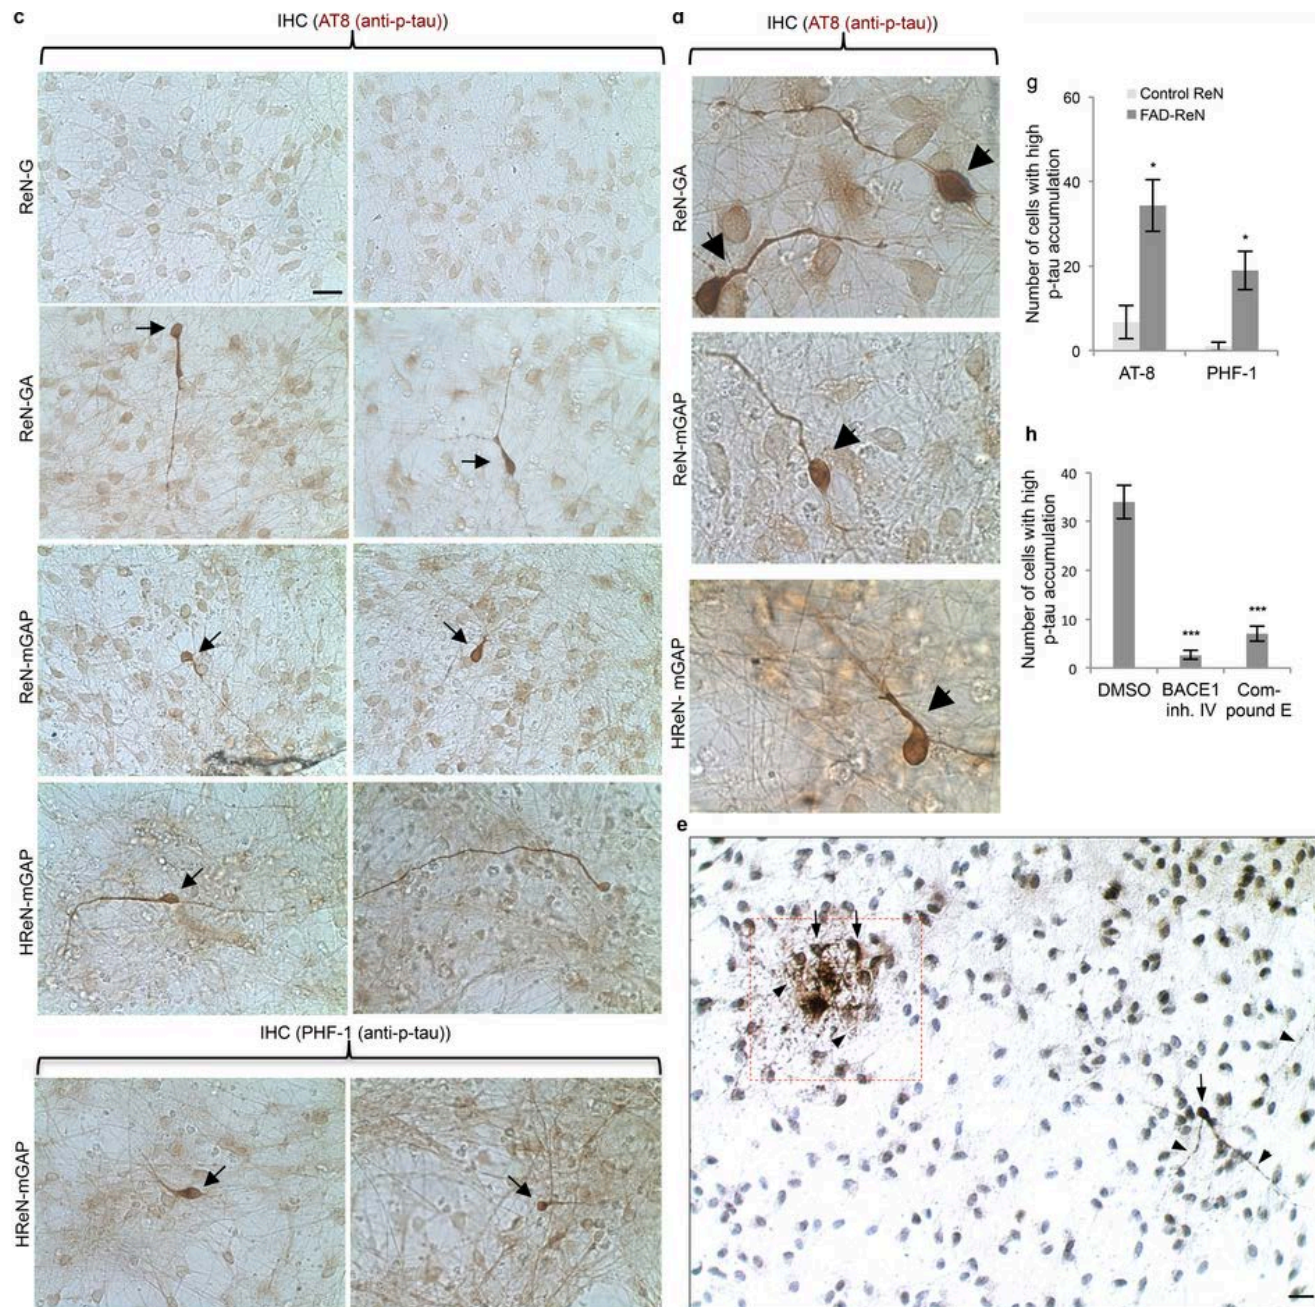 c
IHC (AT8 (anti-p-tau))
ReN-G
ReN-GA
ReN-mGAP
HReN-mGAP
IHC (PHF-1 (anti-p-tau))
HReN-mGAP
d
IHC (AT8 (anti-p-tau))
ReN-GA
ReN-mGAP
HReN- mGAP
e
g
Control ReN
FAD-ReN
Number of cells with high
p-tau accumulation
60
40
20
0
*
*
AT-8
PHF-1
h
Number of cells with high
p-tau accumulation
40
30
20
10
0
***
***
DMSO
BACE1
inh. IV
Com-
pound E